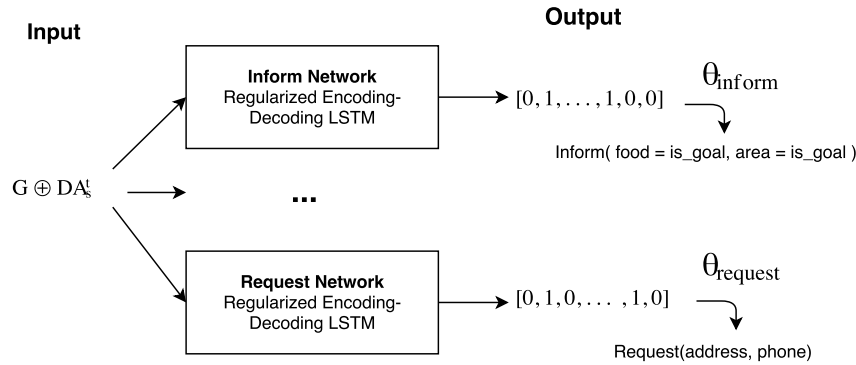 Input
Output
Inform Network
Regularized Encoding-
Decoding LSTM
[0, 1, . . . , 1, 0, 0]
θinform
Inform( food = is_goal, area = is_goal )
G ⊕ DAᵗₛ
...
Request Network
Regularized Encoding-
Decoding LSTM
[0, 1, 0, . . . , 1, 0]
θrequest
Request(address, phone)